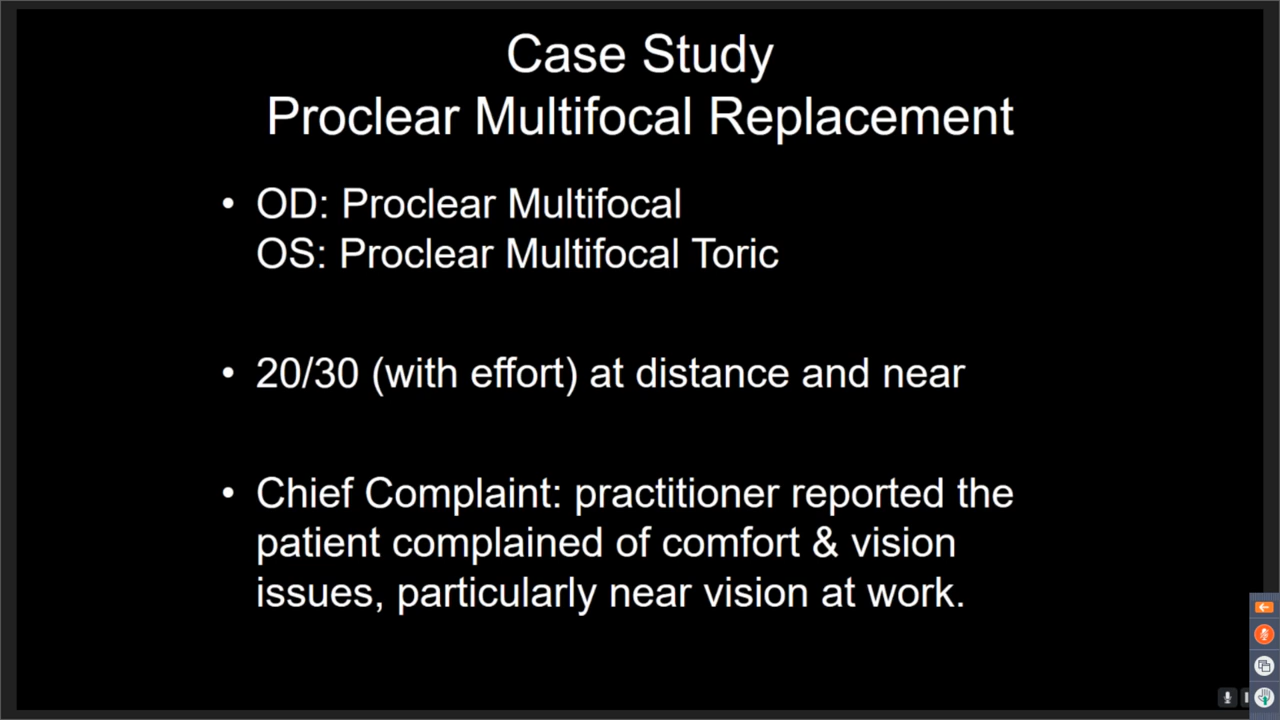 Case Study
Proclear Multifocal Replacement
• OD: Proclear Multifocal
OS: Proclear Multifocal Toric
• 20/30 (with effort) at distance and near
• Chief Complaint: practitioner reported the
patient complained of comfort & vision
issues, particularly near vision at work.